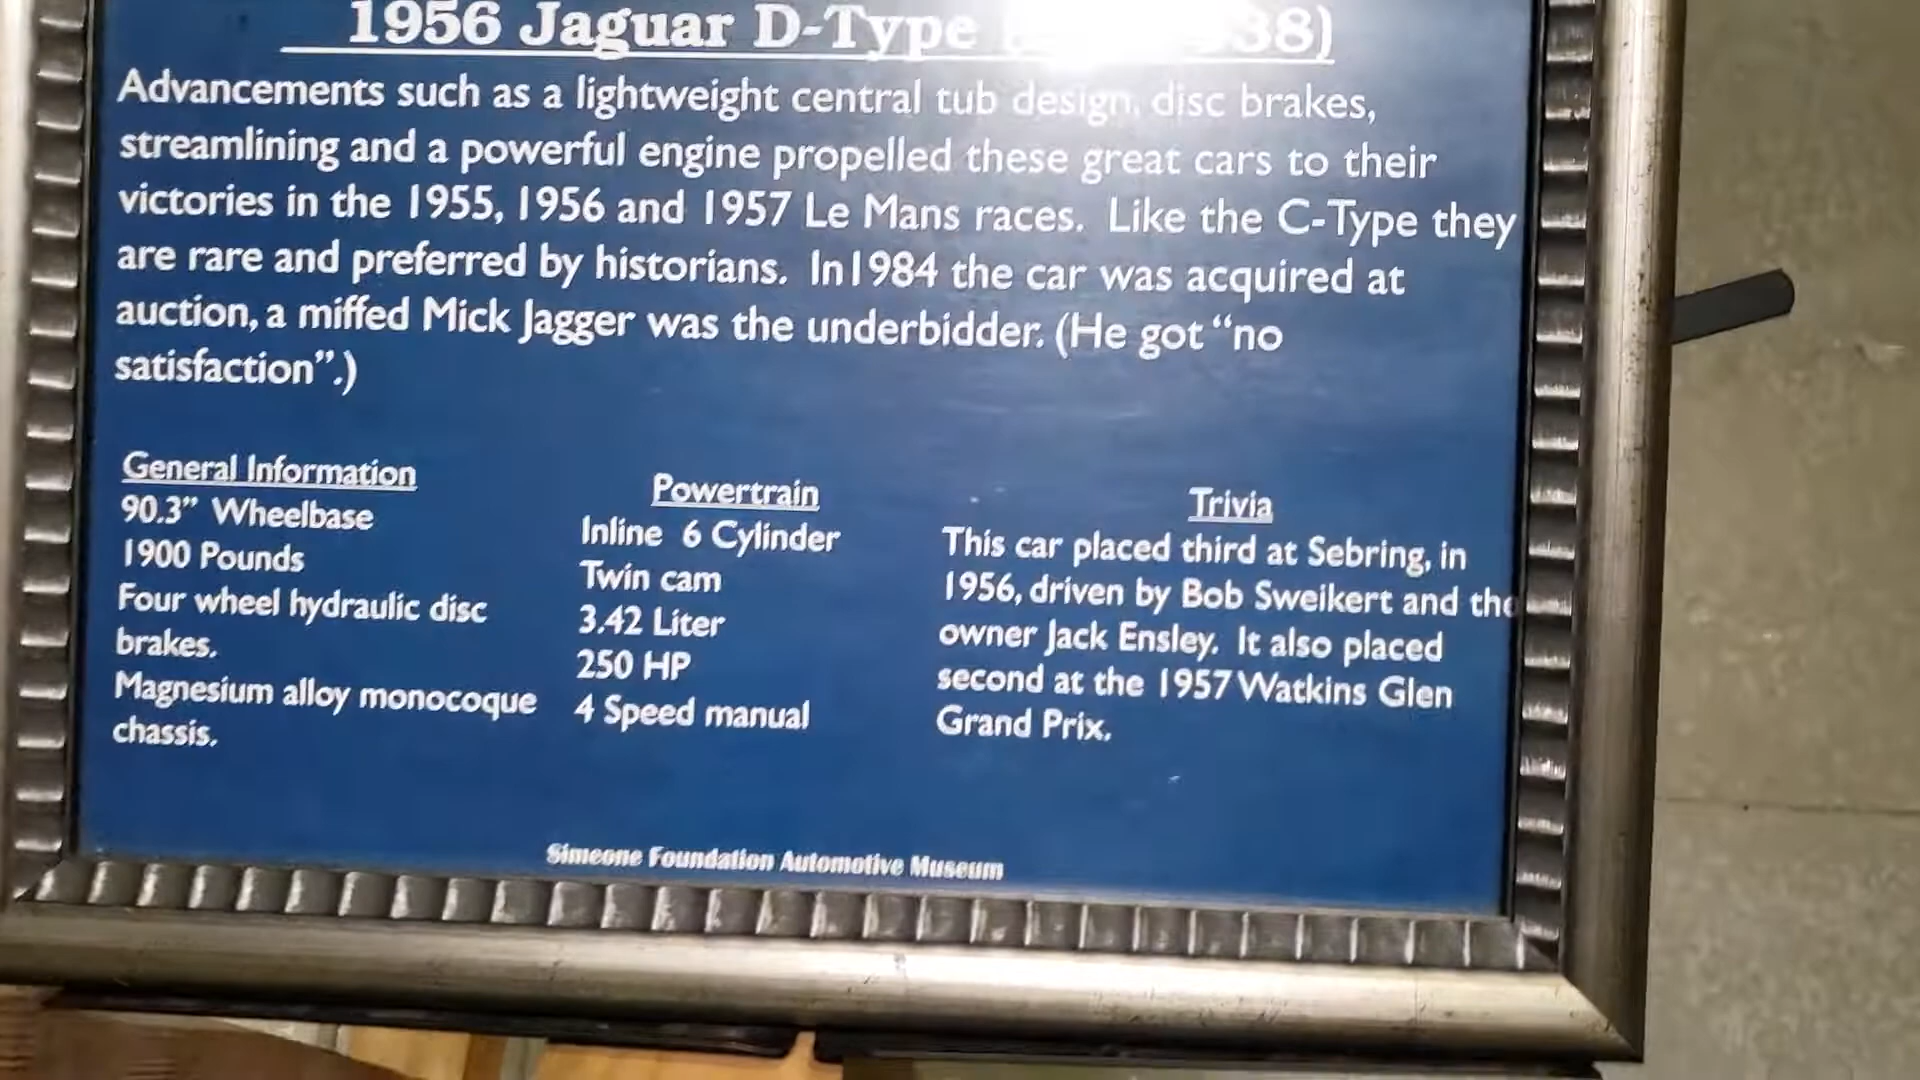 1956 Jaguar D-Type 38)
Advancements such as a lightweight central tub design, disc brakes,
streamlining and a powerful engine propelled these great cars to their
victories in the 1955, 1956 and 1957 Le Mans races. Like the C-Type they
are rare and preferred by historians. In1984 the car was acquired at
auction, a miffed Mick Jagger was the underbidder. (He got “no
satisfaction”.)
General Information
90.3” Wheelbase
1900 Pounds
Four wheel hydraulic disc
brakes.
Magnesium alloy monocoque
chassis.
Powertrain
Inline 6 Cylinder
Twin cam
3.42 Liter
250 HP
4 Speed manual
Trivia
This car placed third at Sebring, in
1956, driven by Bob Sweikert and the
owner Jack Ensley. It also placed
second at the 1957 Watkins Glen
Grand Prix.
Simeone Foundation Automotive Museum